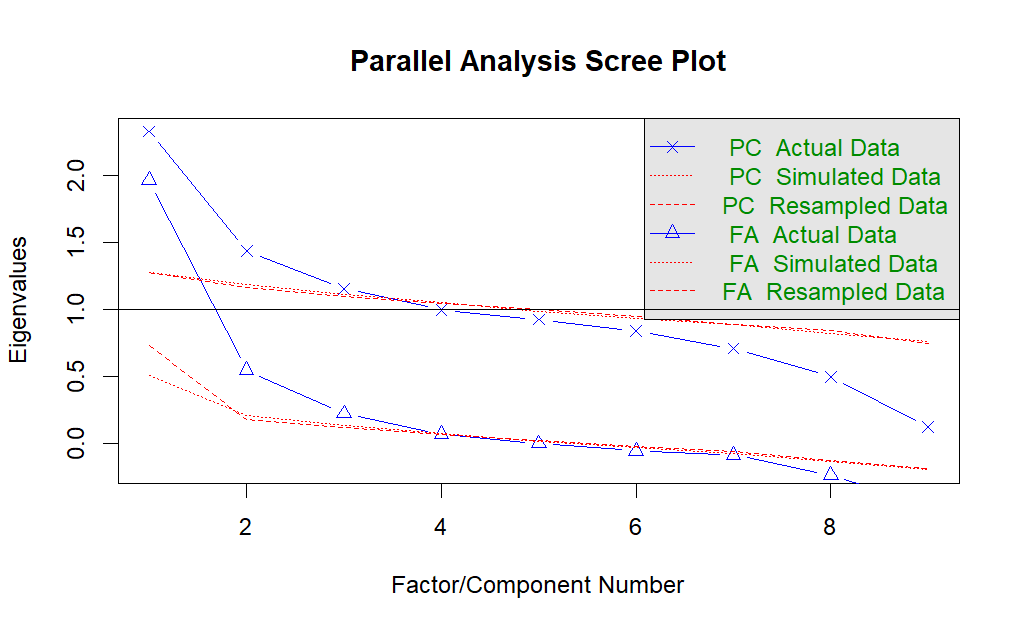 Parallel Analysis Scree Plot
PC Actual Data
PC Simulated Data
PC Resampled Data
FA Actual Data
FA Simulated Data
FA Resampled Data
Eigenvalues
2.0
1.5
1.0
0.5
0.0
2 4 6 8
Factor/Component Number